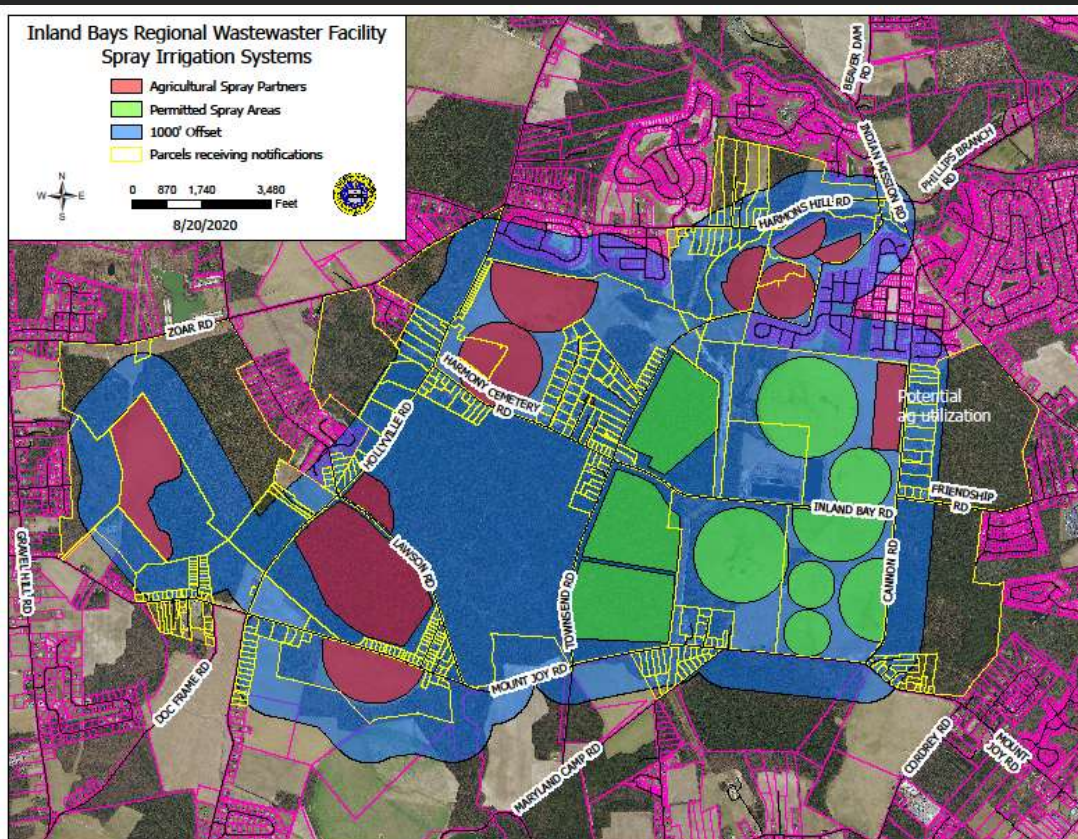 Inland Bays Regional Wastewater Facility
Spray Irrigation Systems
Agricultural Spray Partners
Permitted Spray Areas
1000' Offset
Parcels receiving notifications
N
W E
S
0 870 1,740 3,480
Feet
8/20/2020
BEAVER DAM
RD
INDIAN MISSION RD
PHILLIPS BRANCH
RD
HARMONS HILL RD
ZOAR RD
HARMONY CEMETERY
RD
HOLLYVILLE RD
Potential
ag utilization
FRIENDSHIP
RD
INLAND BAY RD
CANNON RD
LAWSON RD
TOWNSEND RD
GRAVEL HILL RD
MOUNT JOY RD
DOC FRAME RD
MARYLAND CAMP RD
CORDREY RD
MOUNT
JOY RD